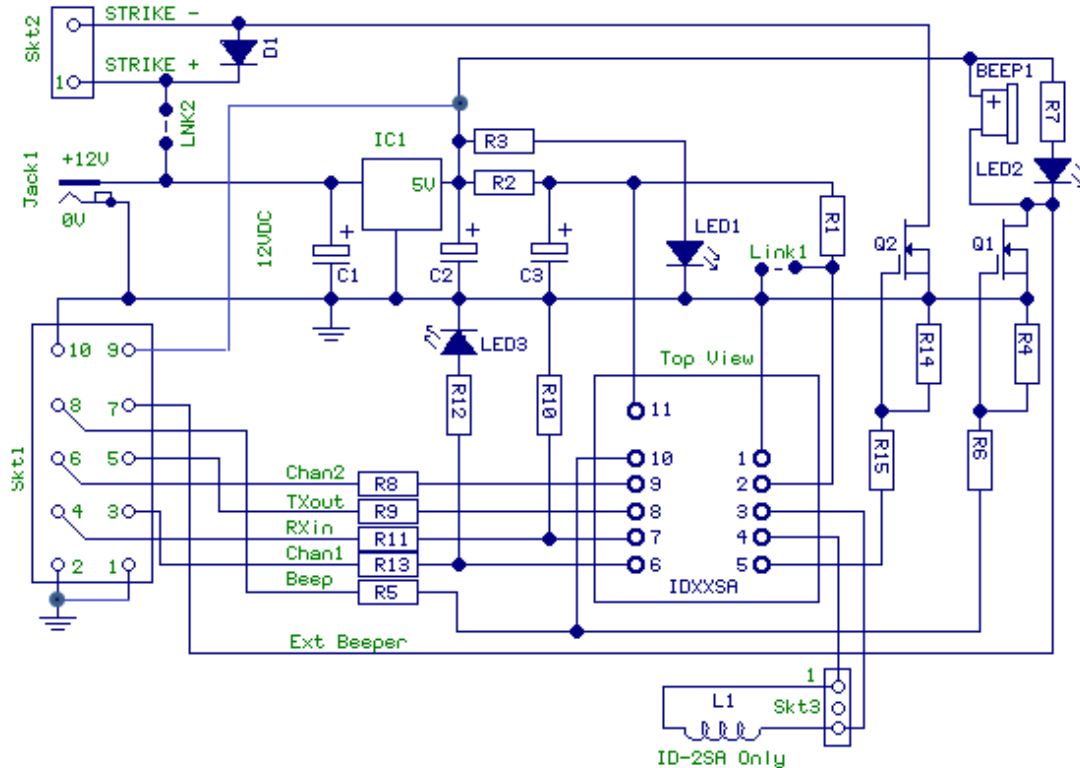 STRIKE -
Skt2
D1
BEEP1
STRIKE +
1
LNK2
IC1
R3
R7
+
+12V
Jack1
5V
R2
LED2
0V
12VDC
+
+
+
R1
LED1
Q2
Q1
C1
C2
C3
Link1
LED3
Top View
10
9
R14
R4
R12
R10
11
8
7
10
1
R15
R6
Skt1
6
5
Chan2
R8
9
2
TXout
R9
8
3
4
3
RXin
R11
7
4
Chan1
R13
6
5
2
1
Beep
R5
IDXXSA
Ext Beeper
1
L1
Skt3
ID-2SA Only